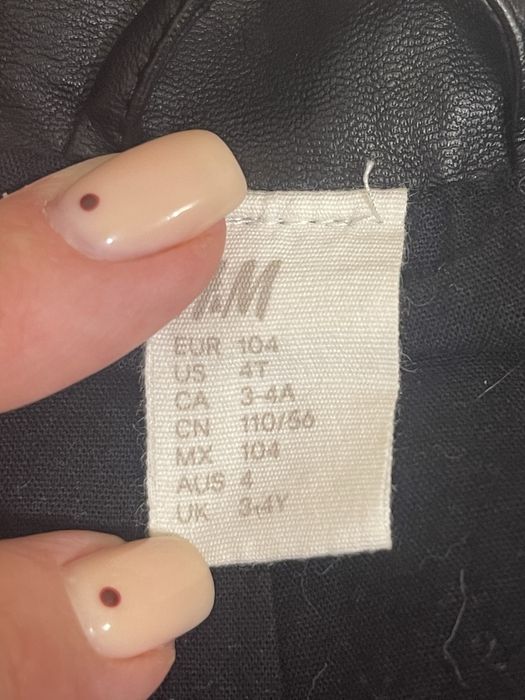 H&M
EUR 104
US 4T
CA 3-4A
CN 110/56
MX 104
AUS 4
UK 3-4Y